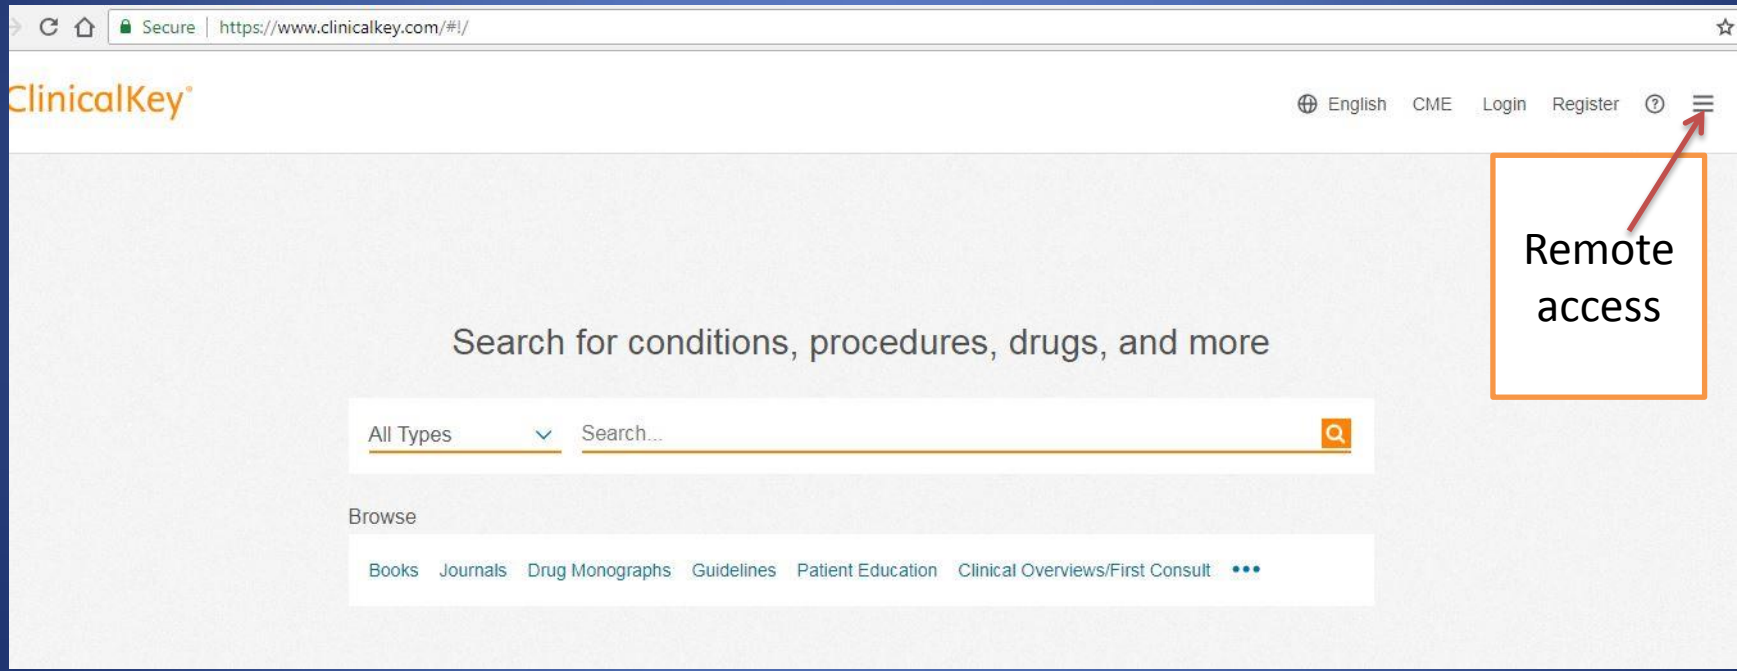 Secure | https://www.clinicalkey.com/#!/
ClinicalKey®
English CME Login Register ?
Remote
access
Search for conditions, procedures, drugs, and more
All Types Search...
Browse
Books Journals Drug Monographs Guidelines Patient Education Clinical Overviews/First Consult •••